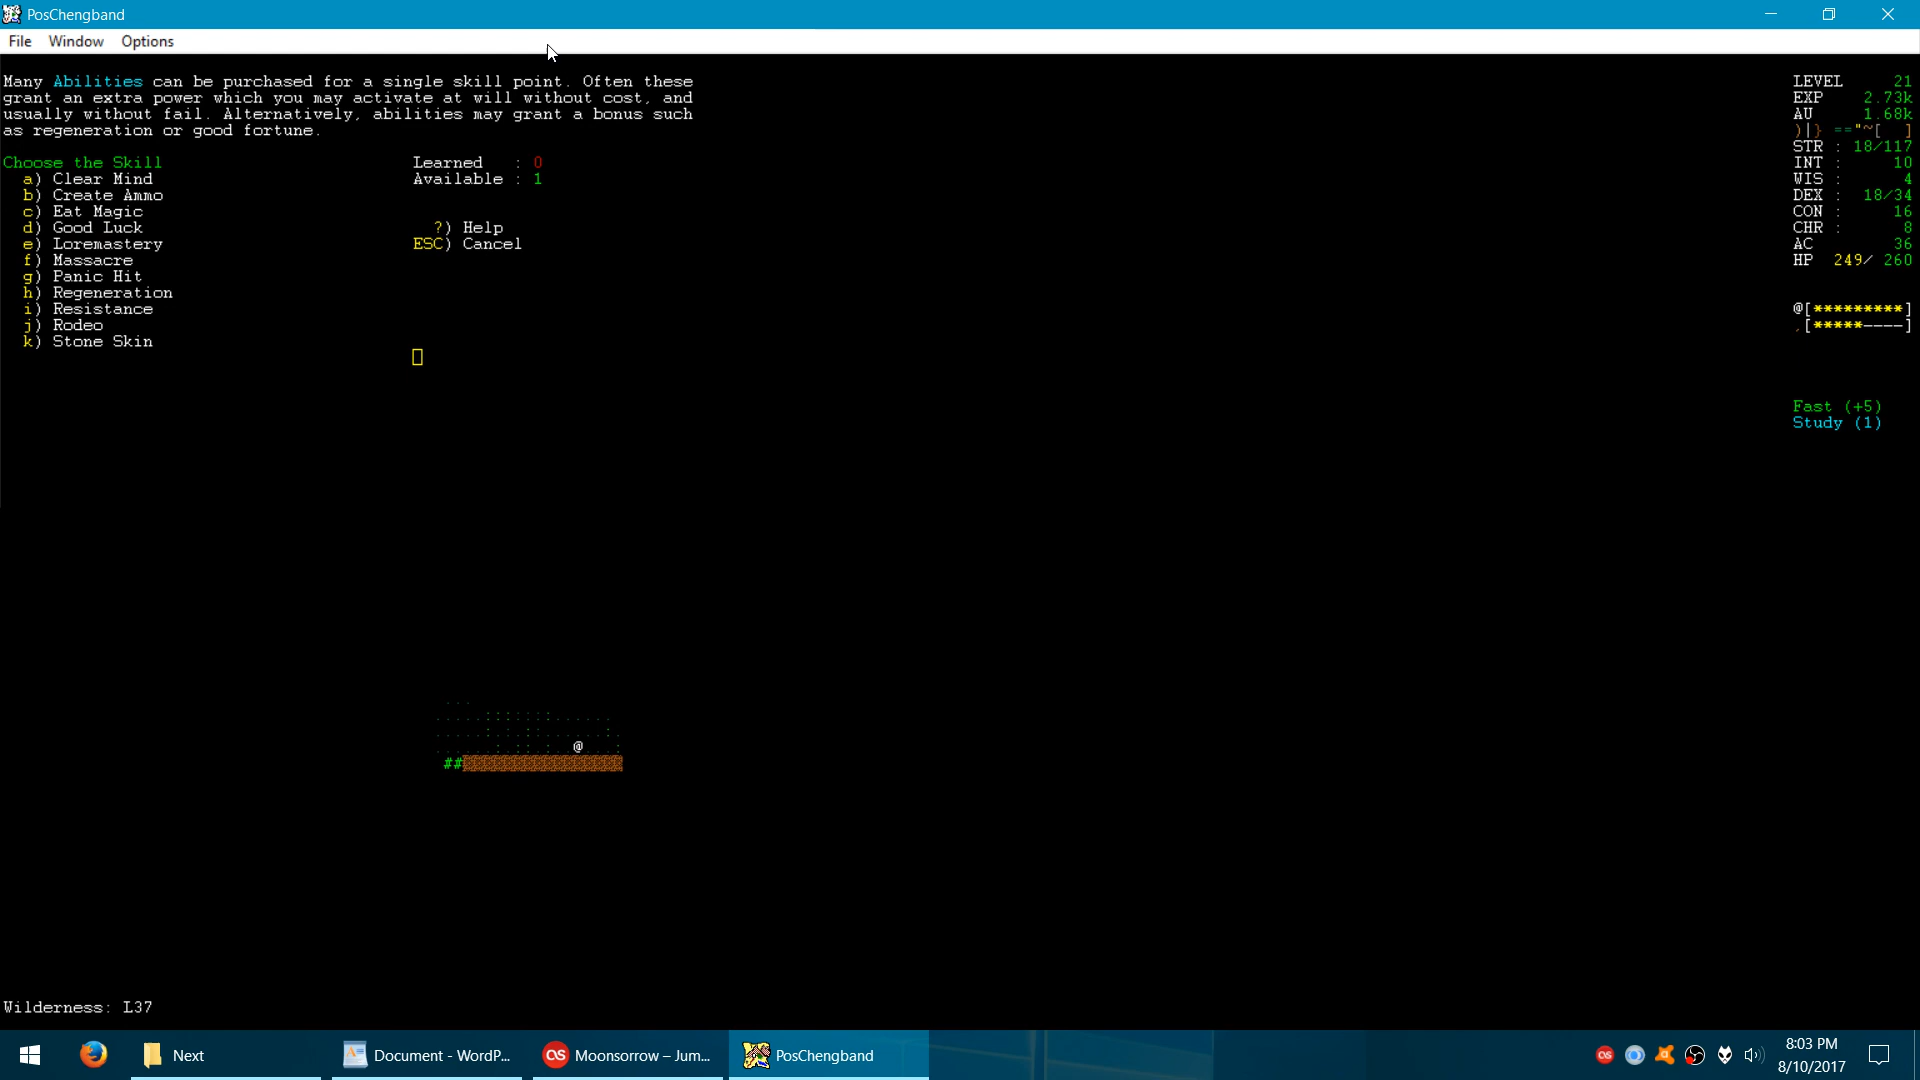 PosChengband
File Window Options
Many Abilities can be purchased for a single skill point. Often these
grant an extra power which you may activate at will without cost, and
usually without fail. Alternatively, abilities may grant a bonus such
as regeneration or good fortune.
Choose the Skill
a) Clear Mind
b) Create Ammo
c) Eat Magic
d) Good Luck
e) Loremastery
f) Massacre
g) Panic Hit
h) Regeneration
i) Resistance
j) Rodeo
k) Stone Skin
Learned : 0
Available : 1
?) Help
ESC) Cancel
LEVEL 21
EXP 2.73k
AU 1.68k
)|} =="~[ ]
STR : 18/117
INT : 10
WIS : 4
DEX : 18/34
CON : 16
CHR : 8
AC 36
HP 249/ 260
@[*********]
,[*****----]
Fast (+5)
Study (1)
@
##
Wilderness: L37
Next
Document - WordP...
Moonsorrow – Jum...
PosChengband
8:03 PM
8/10/2017